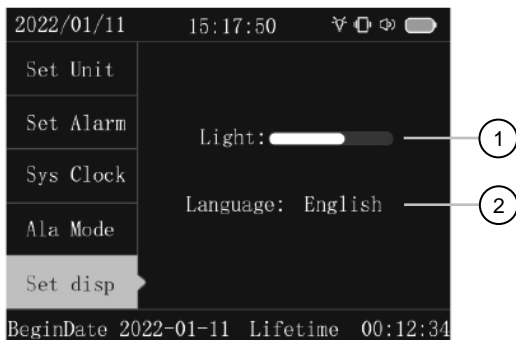 2022/01/11 15:17:50
Set Unit
Set Alarm
Light:
1
Sys Clock
Language: English
2
Ala Mode
Set disp
BeginDate 2022-01-11 Lifetime 00:12:34